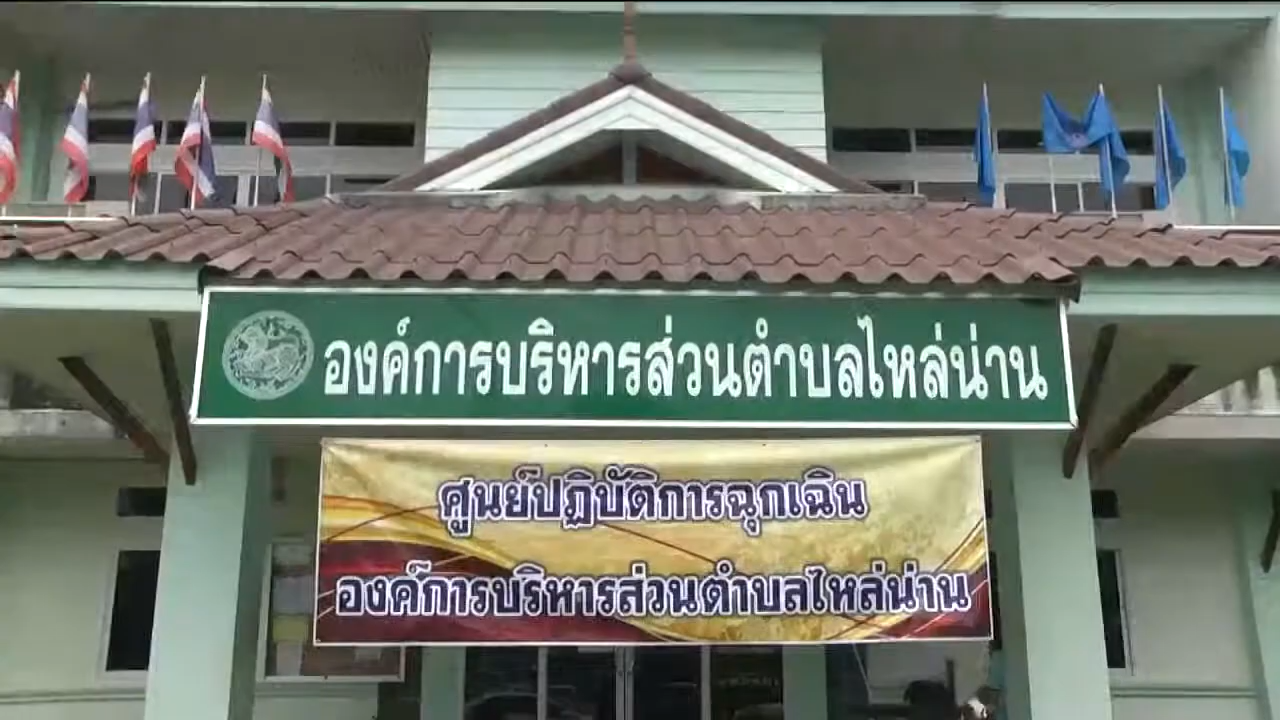 องค์การบริหารส่วนตำบลไหล่น่าน
ศูนย์ปฏิบัติการฉุกเฉิน
องค์การบริหารส่วนตำบลไหล่น่าน